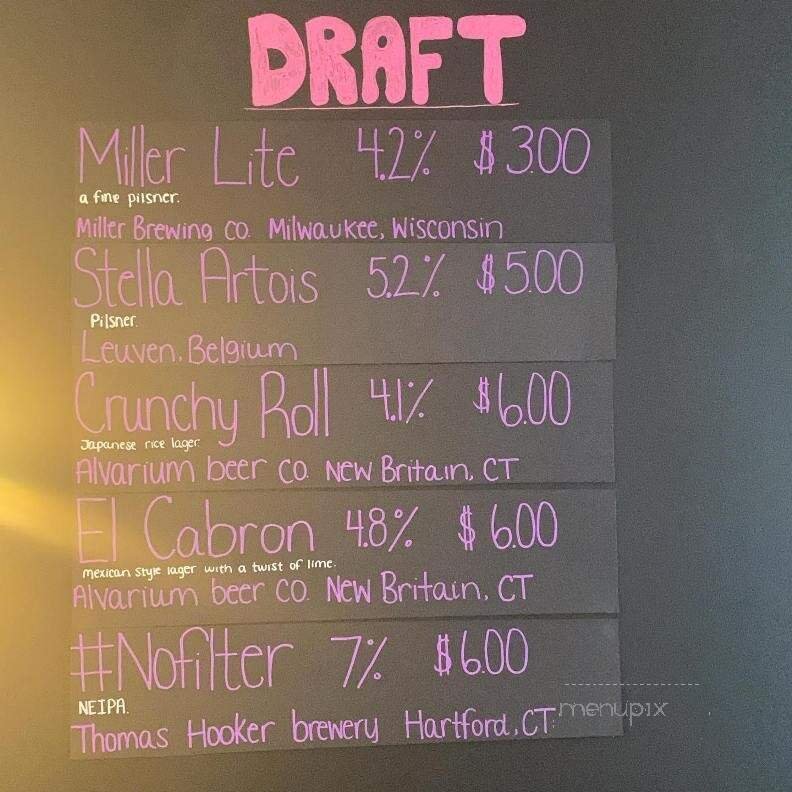 DRAFT
Miller Lite 4.2% $3.00
a fine pilsner.
Miller Brewing co. Milwaukee, Wisconsin
Stella Artois 5.2% $5.00
Pilsner.
Leuven, Belgium
Crunchy Roll 4.1% $6.00
Japanese rice lager
Alvarium beer co. New Britain, CT
El Cabron 4.8% $6.00
mexican style lager with a twist of lime.
Alvarium beer co. New Britain, CT
#Nofilter 7% $6.00
NEIPA.
Thomas Hooker brewery Hartford, CT.
menupix